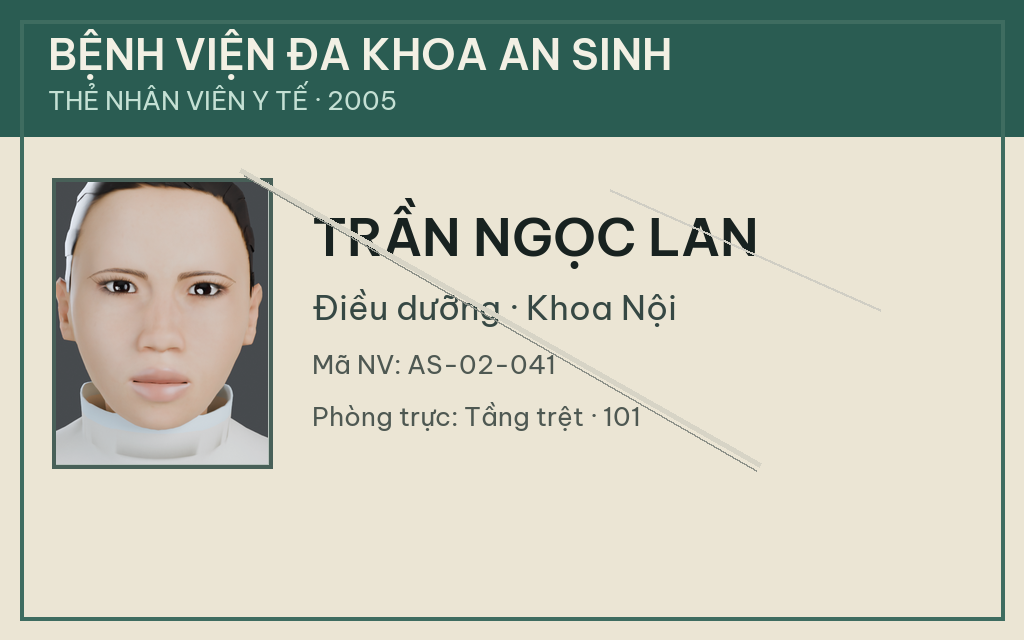 BỆNH VIỆN ĐA KHOA AN SINH
THẺ NHÂN VIÊN Y TẾ · 2005
TRẦN NGỌC LAN
Điều dưỡng · Khoa Nội
Mã NV: AS-02-041
Phòng trực: Tầng trệt · 101